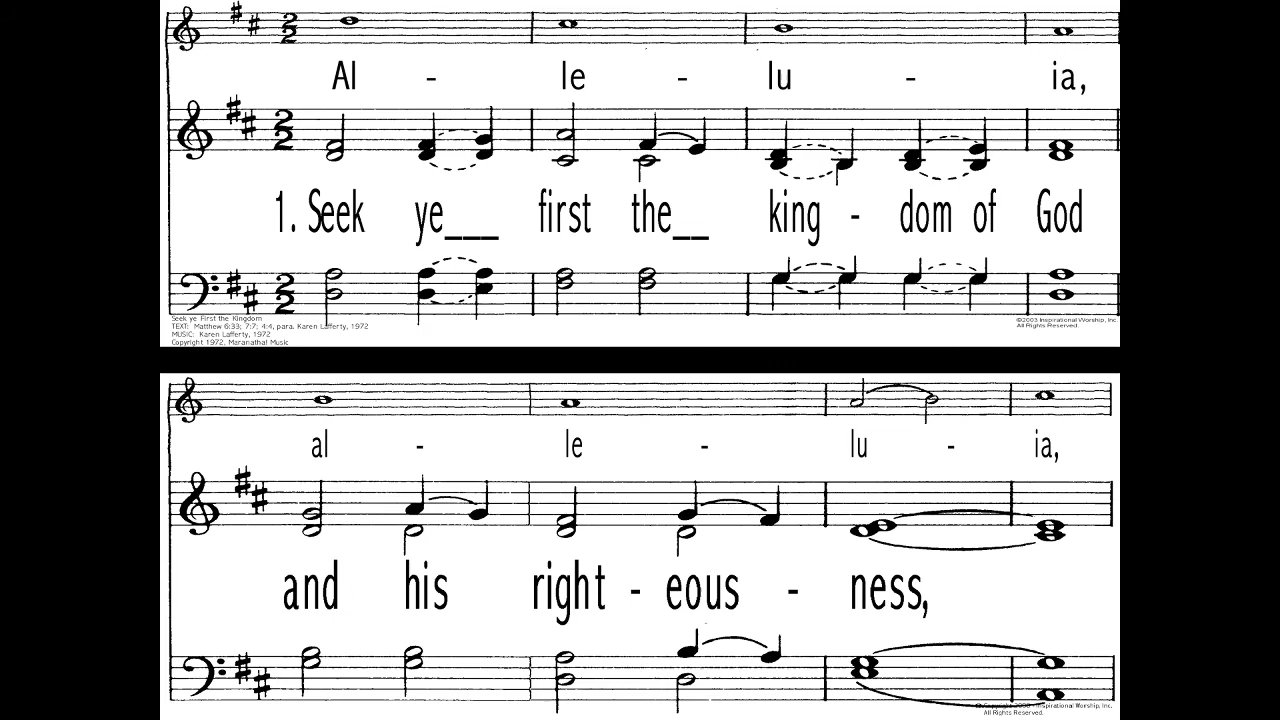 Al - le - lu - ia,
1. Seek ye___ first the__ king - dom of God
Seek ye First the Kingdom
TEXT: Matthew 6:33; 7:7; 4:4, para. Karen Lafferty, 1972
MUSIC: Karen Lafferty, 1972
Copyright 1972, Maranatha! Music
©2003 Inspirational Worship, Inc.
All Rights Reserved.
al - le - lu - ia,
and his right - eous - ness,
Inspirational Worship, Inc.
All Rights Reserved.